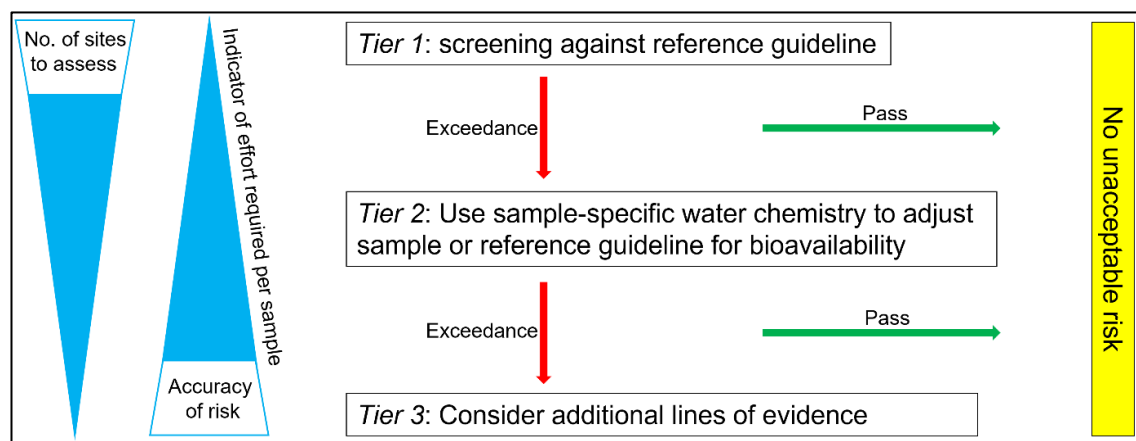 No. of sites
to assess
Indicator of effort required per sample
Accuracy
of risk
Tier 1: screening against reference guideline
Exceedance
Pass
Tier 2: Use sample-specific water chemistry to adjust
sample or reference guideline for bioavailability
Exceedance
Pass
Tier 3: Consider additional lines of evidence
No unacceptable risk